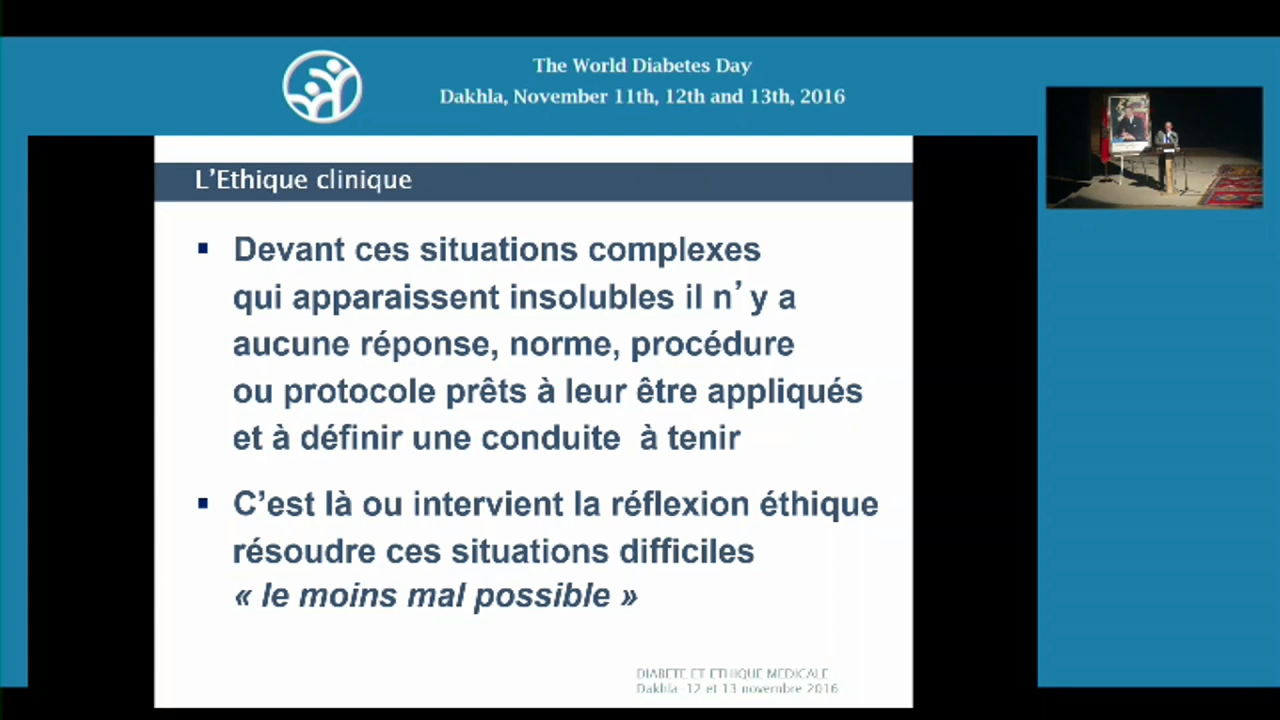 The World Diabetes Day
Dakhla, November 11th, 12th and 13th, 2016
L'Ethique clinique
Devant ces situations complexes
qui apparaissent insolubles il n' y a
aucune réponse, norme, procédure
ou protocole prêts à leur être appliqués
et à définir une conduite à tenir
C'est là ou intervient la réflexion éthique
résoudre ces situations difficiles
« le moins mal possible »
DIABETE ET ETHIQUE MEDICALE
Dakhla 12 et 13 novembre 2016